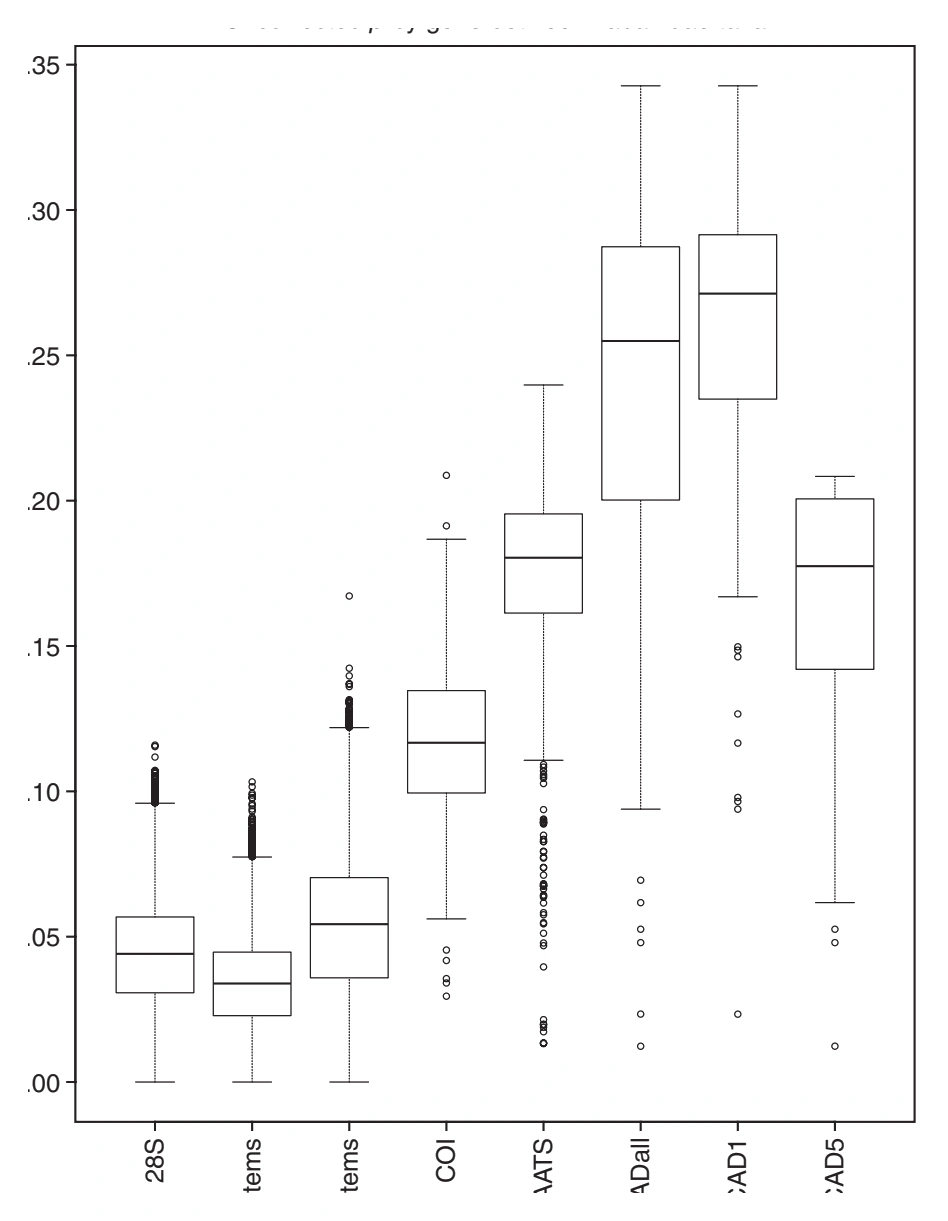 .35
.30
.25
.20
.15
.10
.05
.00
28S
tems
tems
COI
AATS
ADall
CAD1
CAD5